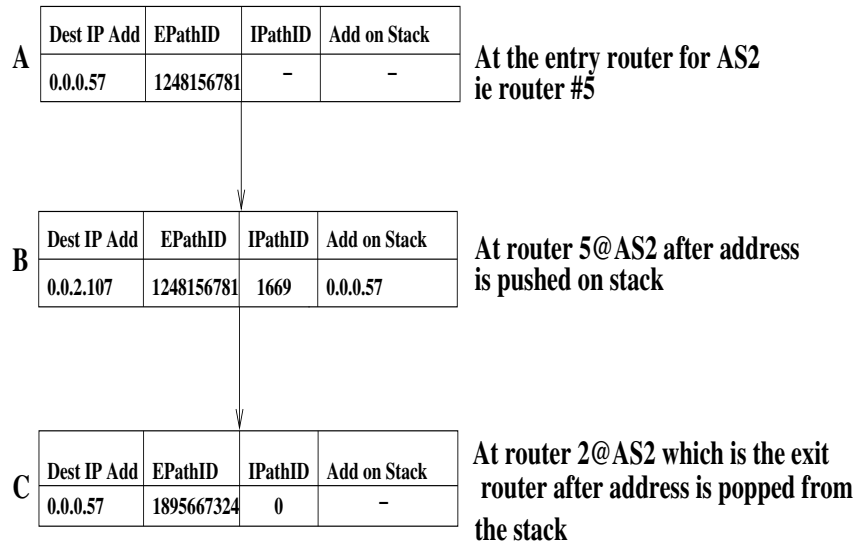 A
Dest IP Add EPathID IPathID Add on Stack
0.0.0.57 1248156781 – –
At the entry router for AS2
ie router #5
B
Dest IP Add EPathID IPathID Add on Stack
0.0.2.107 1248156781 1669 0.0.0.57
At router 5@AS2 after address
is pushed on stack
C
Dest IP Add EPathID IPathID Add on Stack
0.0.0.57 1895667324 0 –
At router 2@AS2 which is the exit
router after address is popped from
the stack